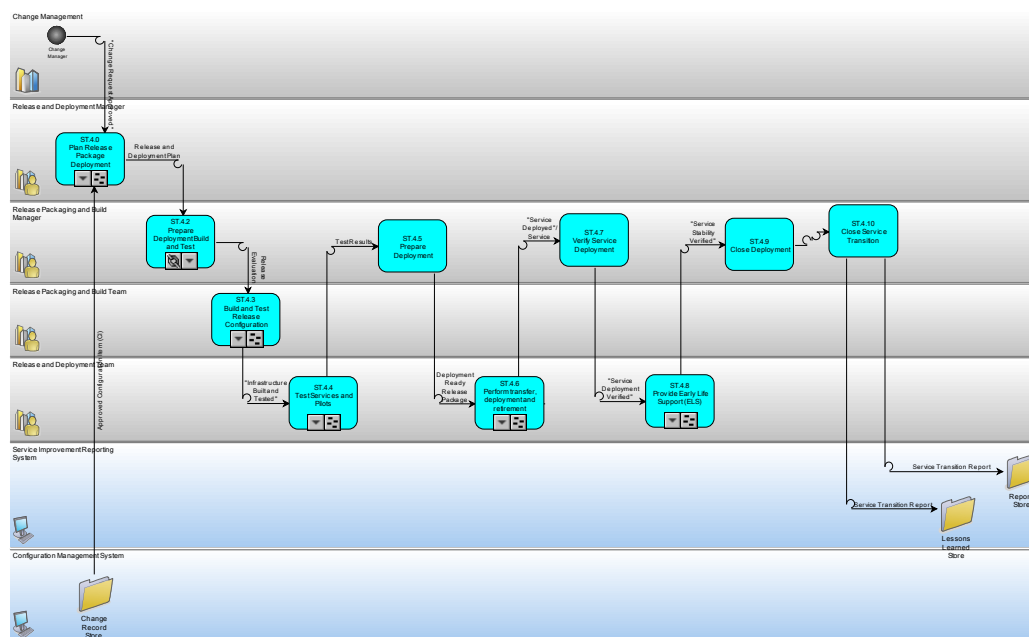 Change Management
Change
Manager
"Change Request Approved"
Release and Deployment Manager
ST.4.0
Plan Release
Package
Deployment
Release and
Deployment Plan
Release Packaging and Build
Manager
ST.4.2
Prepare
Deployment Build
and Test
Release
Evaluation
Test Results
ST.4.5
Prepare
Deployment
"Service
Deployed"/
Service
ST.4.7
Verify Service
Deployment
"Service
Stability
Verified"
ST.4.9
Close Deployment
ST.4.10
Close Service
Transition
Release Packaging and Build Team
ST.4.3
Build and Test
Release
Configuration
Release and Deployment Team
"Infrastructure
Built and
Tested"
ST.4.4
Test Services and
Pilots
Deployment
Ready
Release
Package
ST.4.6
Perform transfer,
deployment and
retirement
"Service
Deployment
Verified"
ST.4.8
Provide Early Life
Support (ELS)
Approved Configuration Item (CI)
Service Improvement Reporting
System
Service Transition Report
Service Transition Report
Report
Store
Lessons
Learned
Store
Configuration Management System
Change
Record
Store